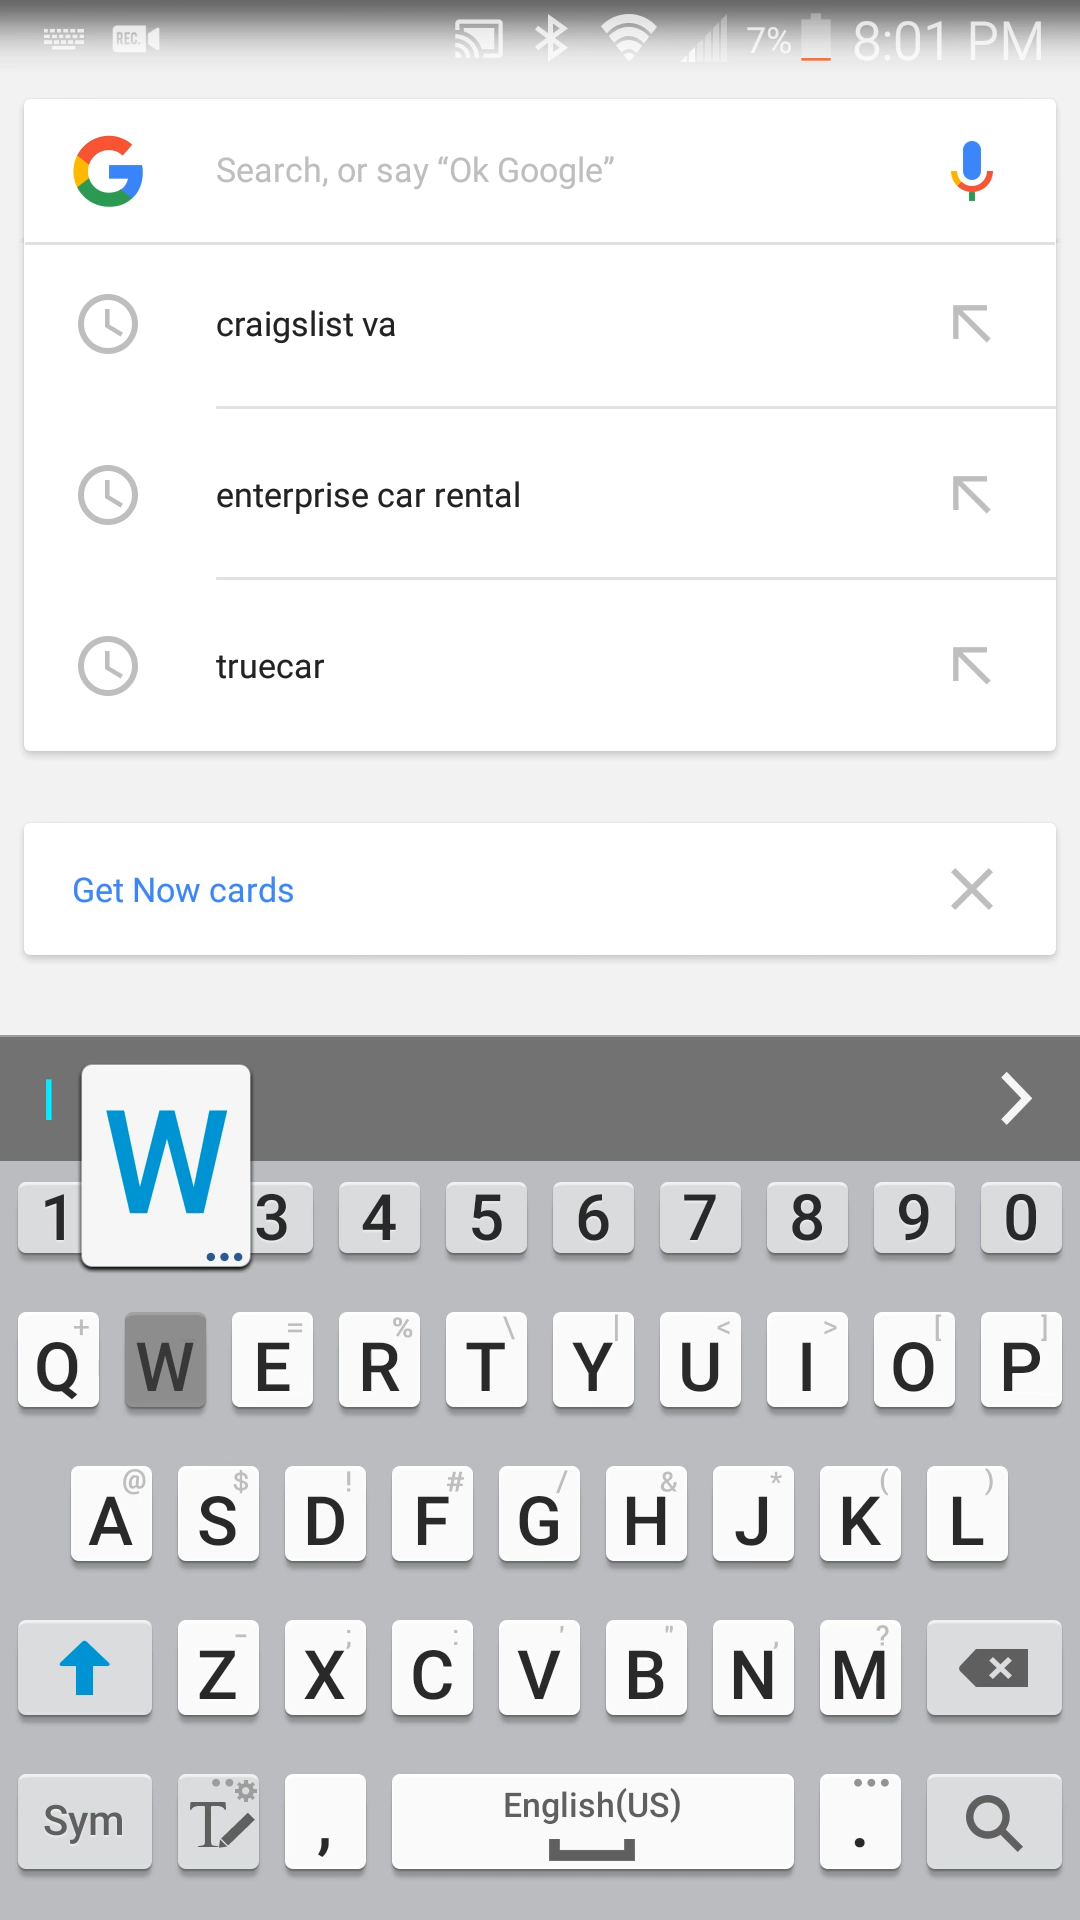 REC. 7% 8:01 PM
G Search, or say “Ok Google”
craigslist va
enterprise car rental
truecar
Get Now cards
W
1 3 4 5 6 7 8 9 0
+ = % \ | < > [ ]
Q W E R T Y U I O P
@ $ ! # / & * ( )
A S D F G H J K L
- ; : ' " , ?
Z X C V B N M
Sym T , English(US) .